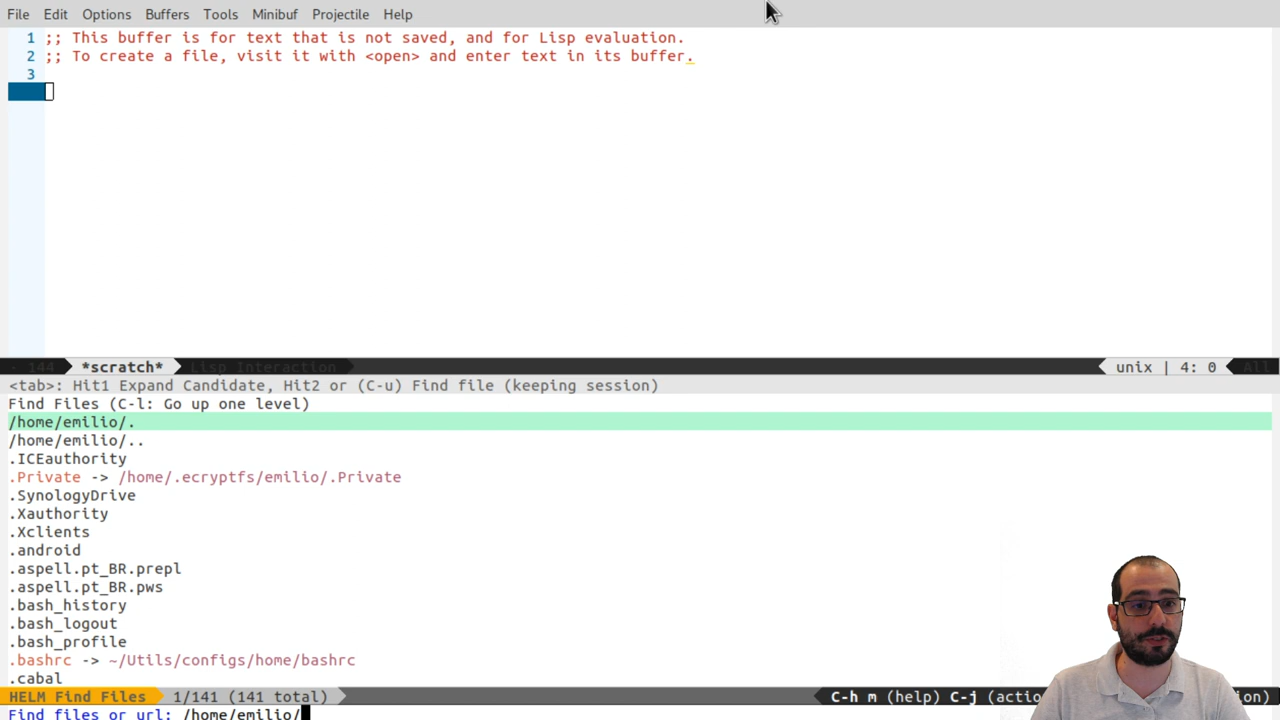 File Edit Options Buffers Tools Minibuf Projectile Help
1 ;; This buffer is for text that is not saved, and for Lisp evaluation.
2 ;; To create a file, visit it with <open> and enter text in its buffer.
3
- 144 *scratch* Lisp Interaction unix | 4: 0 All
<tab>: Hit1 Expand Candidate, Hit2 or (C-u) Find file (keeping session)
Find Files (C-l: Go up one level)
/home/emilio/.
/home/emilio/..
.ICEauthority
.Private -> /home/.ecryptfs/emilio/.Private
.SynologyDrive
.Xauthority
.Xclients
.android
.aspell.pt_BR.prepl
.aspell.pt_BR.pws
.bash_history
.bash_logout
.bash_profile
.bashrc -> ~/Utils/configs/home/bashrc
.cabal
HELM Find Files 1/141 (141 total) C-h m (help) C-j (actio ion)
Find files or url: /home/emilio/